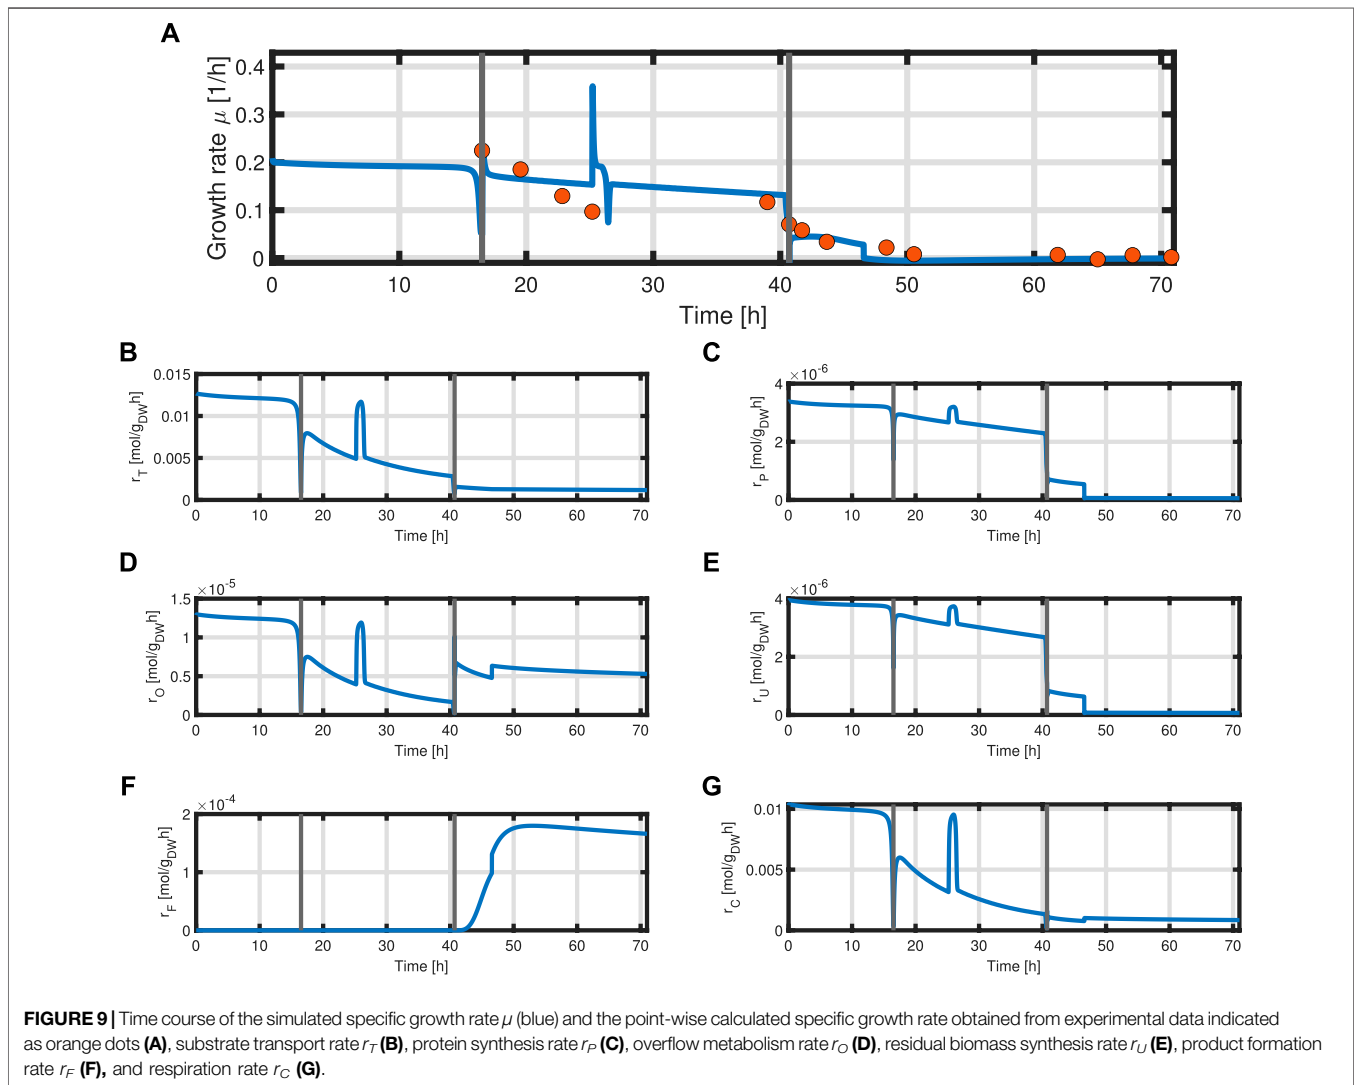 A
Growth rate μ [1/h]
0.4
0.3
0.2
0.1
0
0 10 20 30 40 50 60 70
Time [h]
B
r_T [mol/g_DW h]
0.015
0.01
0.005
0
0 10 20 30 40 50 60 70
Time [h]
C
×10^-6
r_P [mol/g_DW h]
4
2
0
0 10 20 30 40 50 60 70
Time [h]
D
×10^-5
r_O [mol/g_DW h]
1.5
1
0.5
0
0 10 20 30 40 50 60 70
Time [h]
E
×10^-6
r_U [mol/g_DW h]
4
2
0
0 10 20 30 40 50 60 70
Time [h]
F
×10^-4
r_F [mol/g_DW h]
2
1
0
0 10 20 30 40 50 60 70
Time [h]
G
r_C [mol/g_DW h]
0.01
0.005
0
0 10 20 30 40 50 60 70
Time [h]
FIGURE 9 | Time course of the simulated specific growth rate μ (blue) and the point-wise calculated specific growth rate obtained from experimental data indicated
as orange dots (A), substrate transport rate r_T (B), protein synthesis rate r_P (C), overflow metabolism rate r_O (D), residual biomass synthesis rate r_U (E), product formation
rate r_F (F), and respiration rate r_C (G).